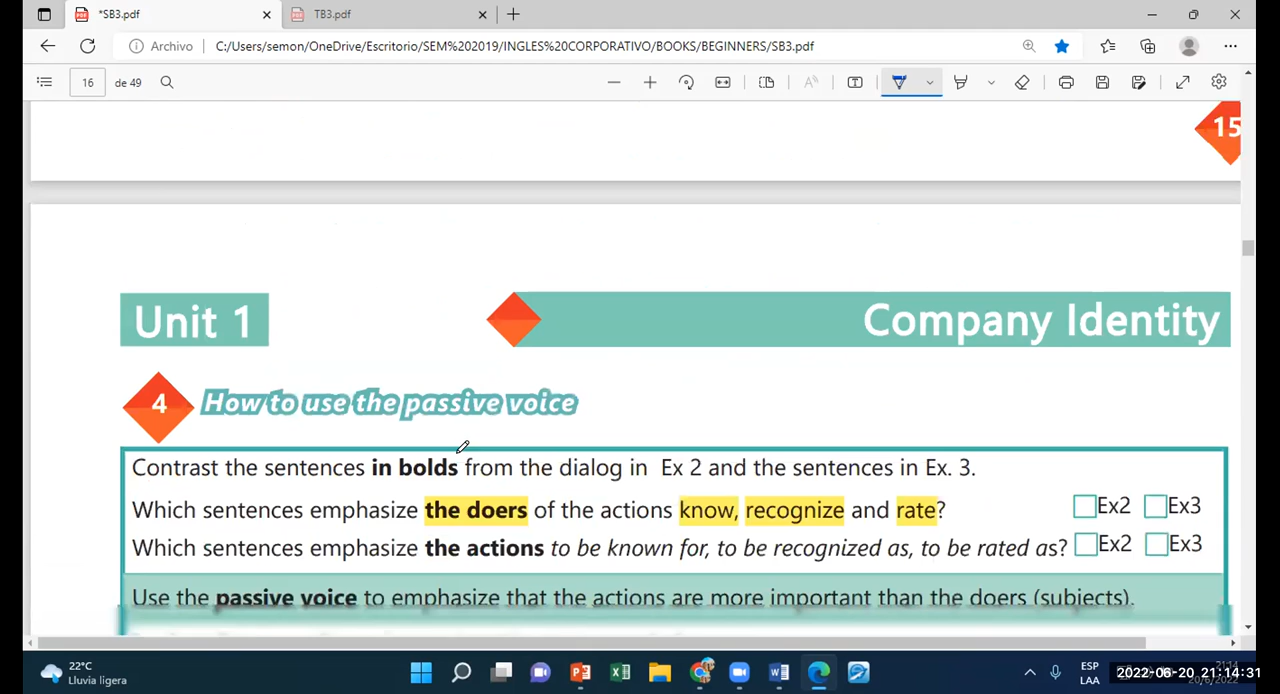 *SB3.pdf
TB3.pdf
Archivo
C:/Users/semon/OneDrive/Escritorio/SEM%202019/INGLES%20CORPORATIVO/BOOKS/BEGINNERS/SB3.pdf
16 de 49
15
Unit 1
Company Identity
4 How to use the passive voice
Contrast the sentences in bolds from the dialog in Ex 2 and the sentences in Ex. 3.
Which sentences emphasize the doers of the actions know, recognize and rate? Ex2 Ex3
Which sentences emphasize the actions to be known for, to be recognized as, to be rated as? Ex2 Ex3
Use the passive voice to emphasize that the actions are more important than the doers (subjects).
22°C
Lluvia ligera
ESP
LAA
2022-06-20 21:14:31